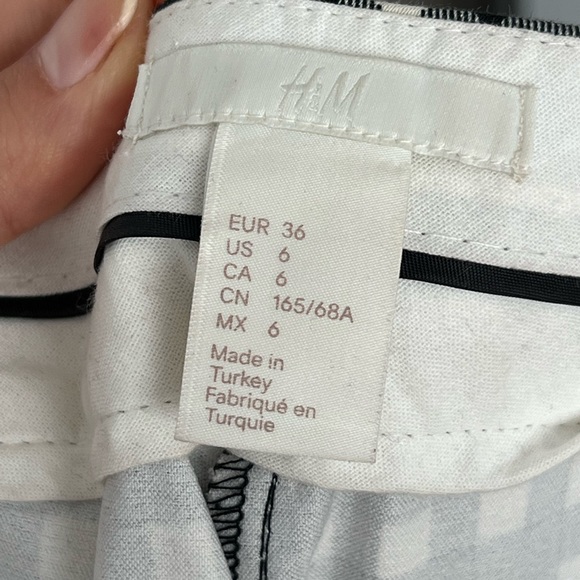 H&M
EUR 36
US 6
CA 6
CN 165/68A
MX 6
Made in
Turkey
Fabriqué en
Turquie